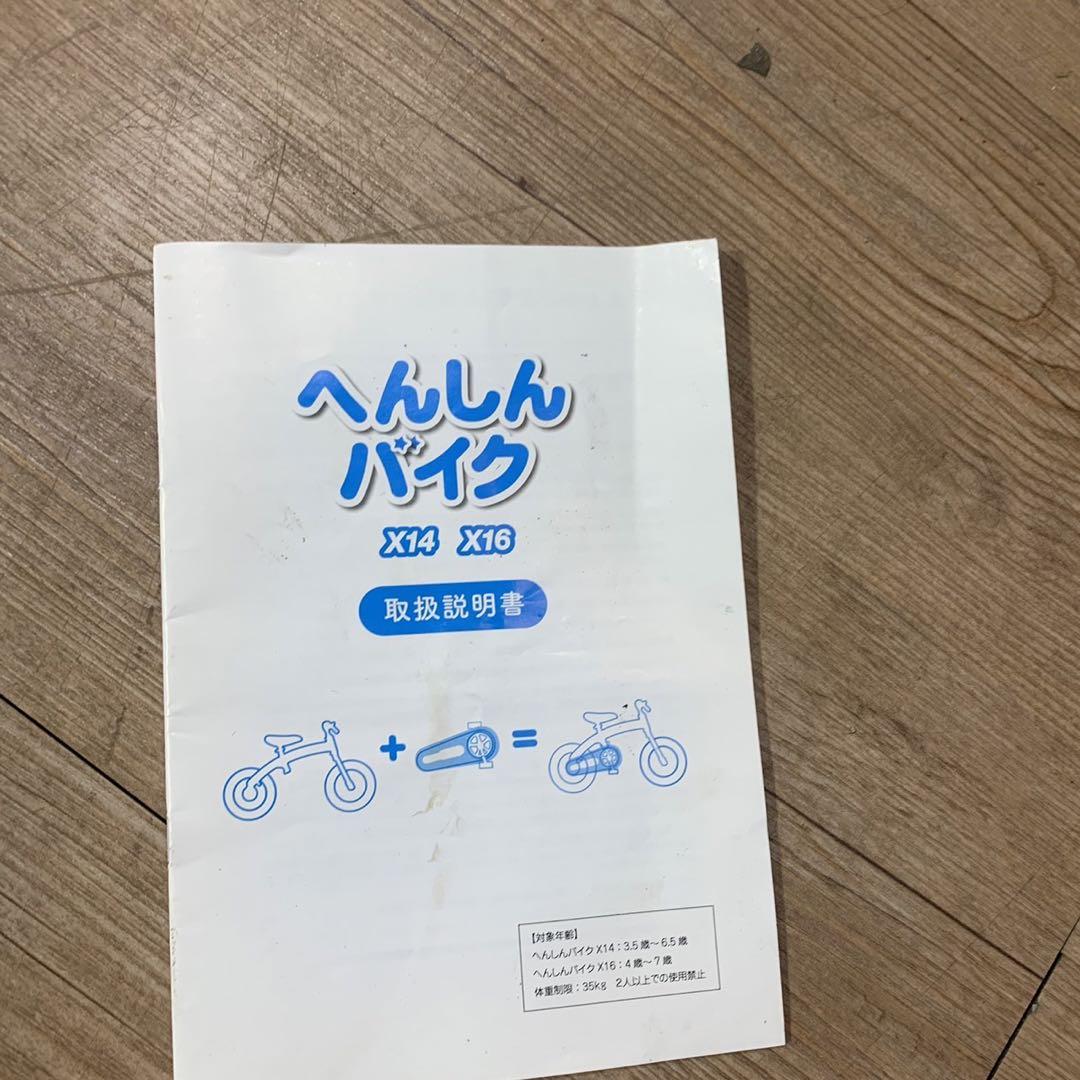 へんしん
バイク
X14 X16
取扱説明書
+ =
【対象年齢】
へんしんバイクX14：3.5歳～6.5歳
へんしんバイクX16：4歳～7歳
体重制限：35kg 2人以上での使用禁止